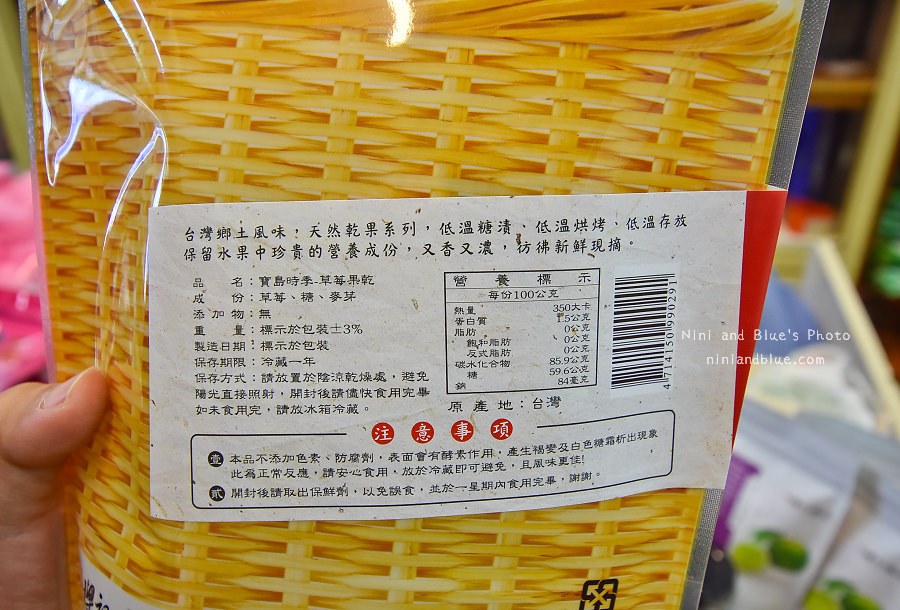 台灣鄉土風味，天然乾果系列，低溫糖漬、低溫烘烤、低溫存放
保留水果中珍貴的營養成份，又香又濃，彷彿新鮮現摘。
品　　名：寶島時季-草莓果乾
成　　份：草莓、糖、麥芽
添 加 物：無
重　　量：標示於包裝±3%
製造日期：標示於包裝
保存期限：冷藏一年
保存方式：請放置於陰涼乾燥處，避免
陽光直接照射，開封後請儘快食用完畢
如未食用完，請放冰箱冷藏。
營 養 標 示
每份100公克
熱量 350大卡
蛋白質 1.5公克
脂肪 0公克
飽和脂肪 0公克
反式脂肪 0公克
碳水化合物 85.9公克
糖 59.6公克
鈉 84毫克
原 產 地：台灣
4714150990291
Nini and Blue's Photo
niniandblue.com
注意事項
壹 本品不添加色素、防腐劑，表面會有酵素作用，產生褐變及白色糖霜析出現象
此為正常反應，請安心食用，放於冷藏即可避免，且風味更佳!
貳 開封後請取出保鮮劑，以免誤食，並於一星期內食用完畢，謝謝。